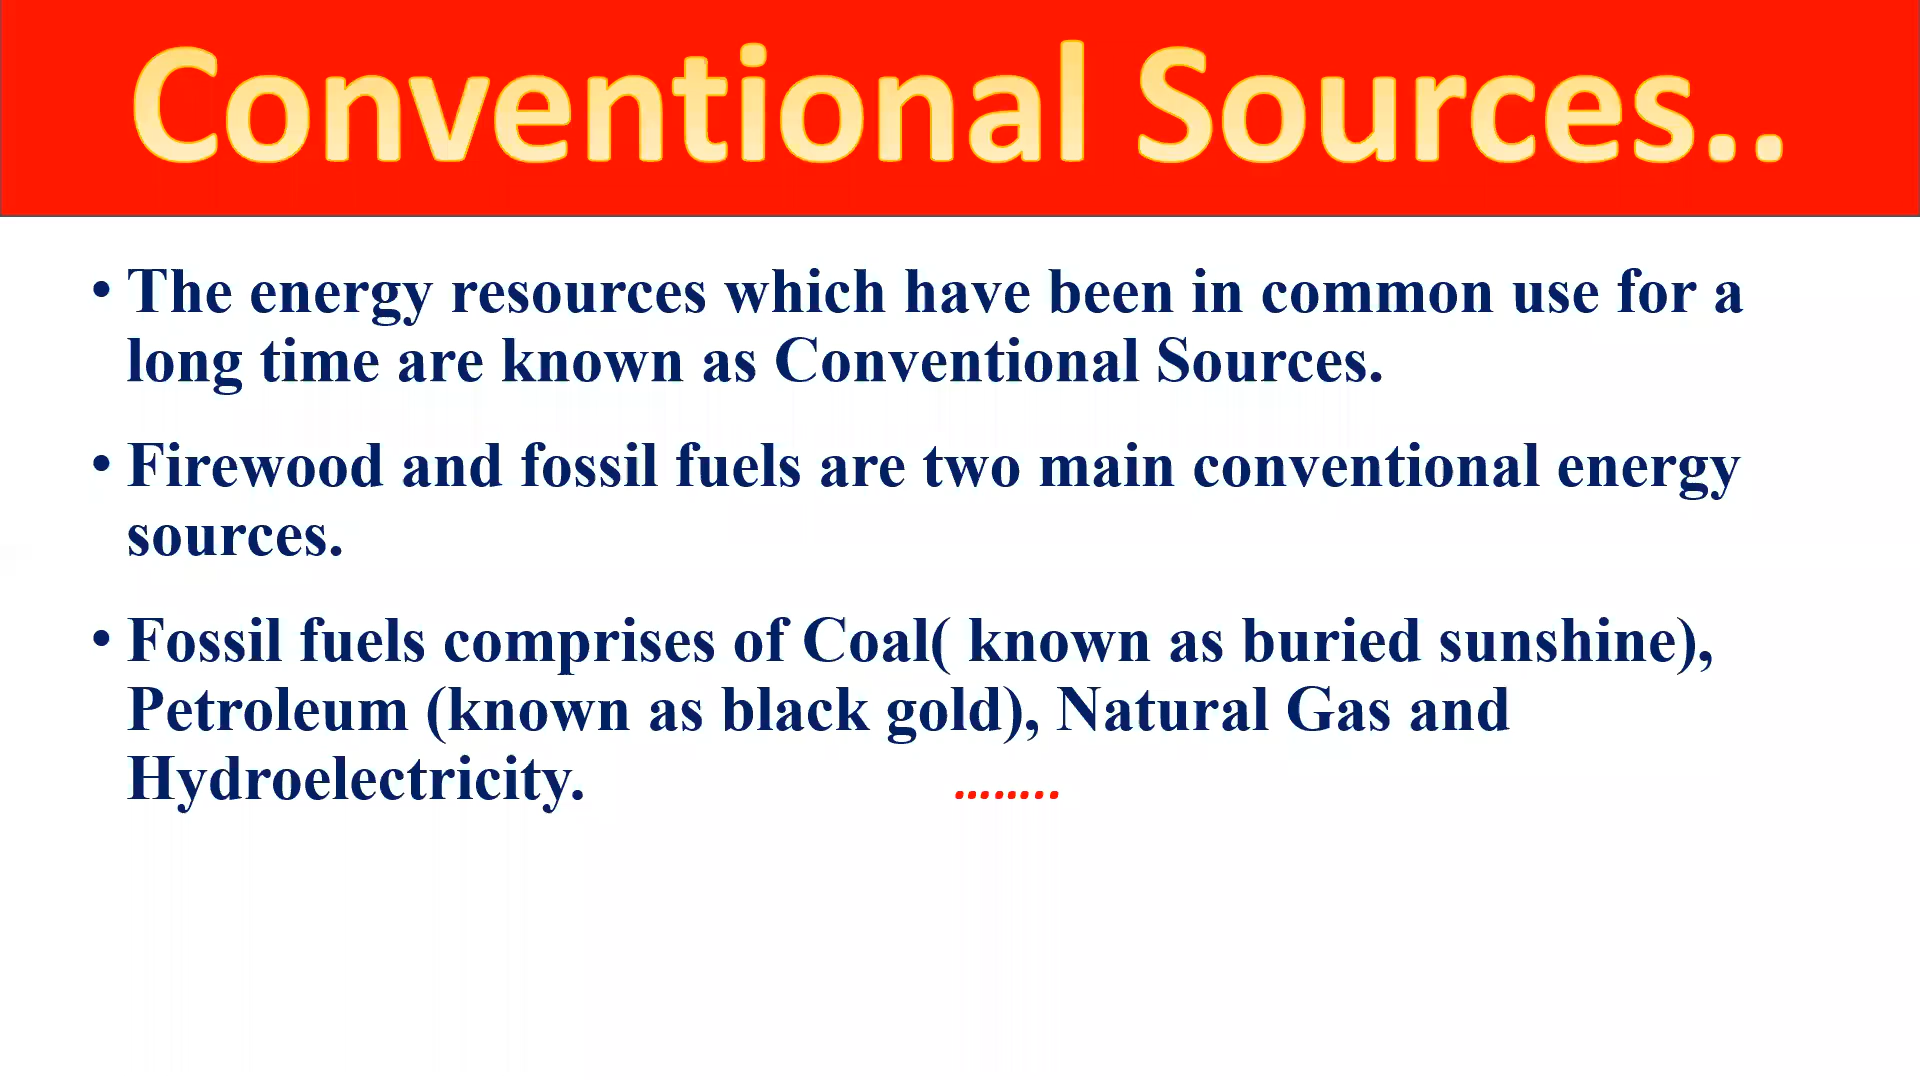 Conventional Sources..
• The energy resources which have been in common use for a
long time are known as Conventional Sources.
• Firewood and fossil fuels are two main conventional energy
sources.
• Fossil fuels comprises of Coal( known as buried sunshine),
Petroleum (known as black gold), Natural Gas and
Hydroelectricity. ……..